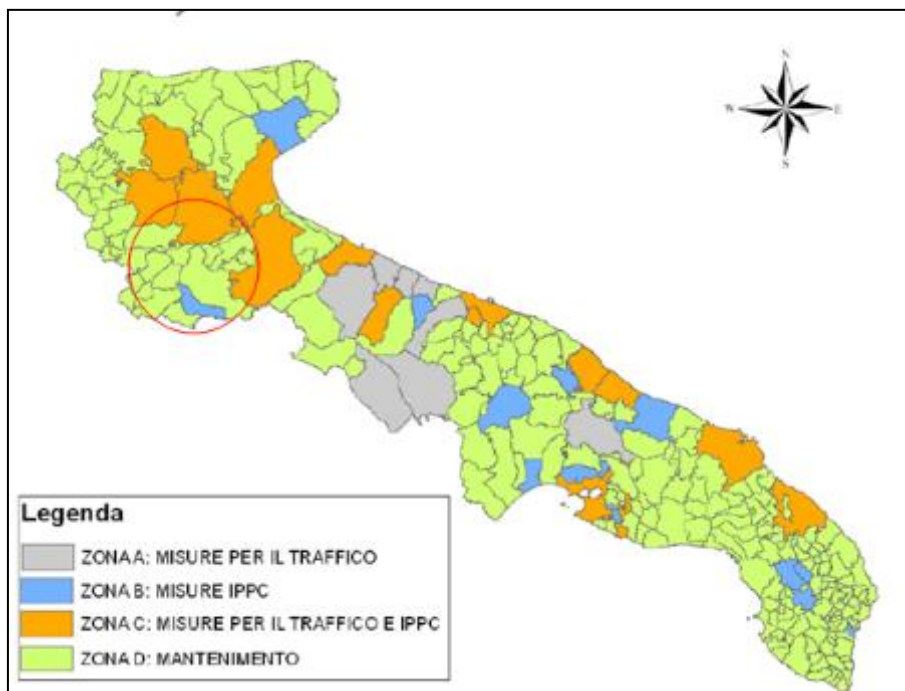 N
W
E
S
Legenda
ZONA A: MISURE PER IL TRAFFICO
ZONA B: MISURE IPPC
ZONA C: MISURE PER IL TRAFFICO E IPPC
ZONA D: MANTENIMENTO